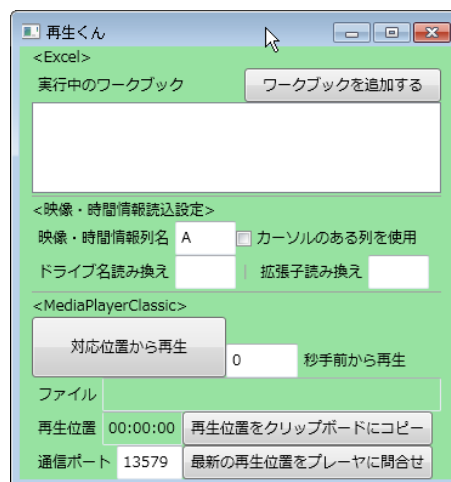 再生くん
<Excel>
実行中のワークブック ワークブックを追加する
<映像・時間情報読込設定>
映像・時間情報列名 A カーソルのある列を使用
ドライブ名読み換え 拡張子読み換え
<MediaPlayerClassic>
対応位置から再生 0 秒手前から再生
ファイル
再生位置 00:00:00 再生位置をクリップボードにコピー
通信ポート 13579 最新の再生位置をプレーヤに問合せ